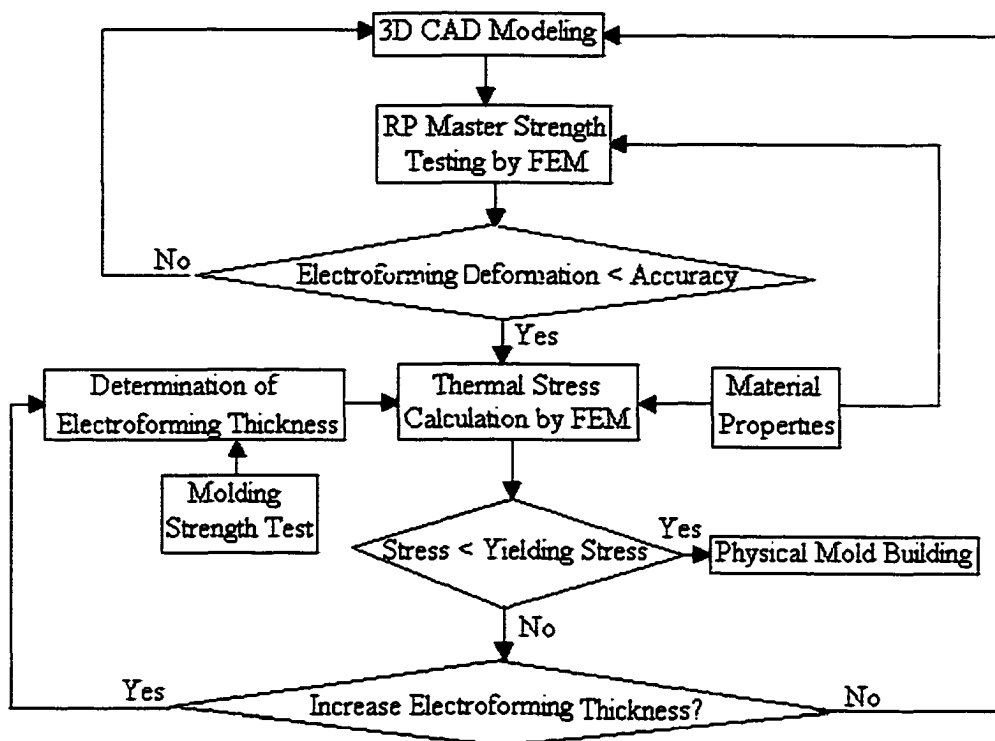 3D CAD Modeling
RP Master Strength
Testing by FEM
No
Electroforming Deformation < Accuracy
Yes
Determination of
Electroforming Thickness
Thermal Stress
Calculation by FEM
Material
Properties
Molding
Strength Test
Stress < Yielding Stress
Yes
Physical Mold Building
No
Yes
Increase Electroforming Thickness?
No